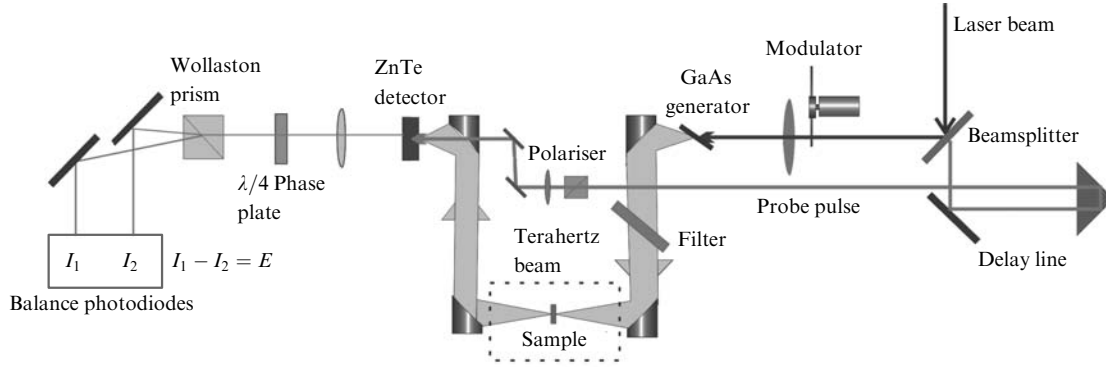 Laser beam
Modulator
GaAs
generator
Beamsplitter
ZnTe
detector
Wollaston
prism
Polariser
λ/4 Phase
plate
Probe pulse
Filter
Delay line
Terahertz
beam
I₁ I₂ I₁ − I₂ = E
Balance photodiodes
Sample